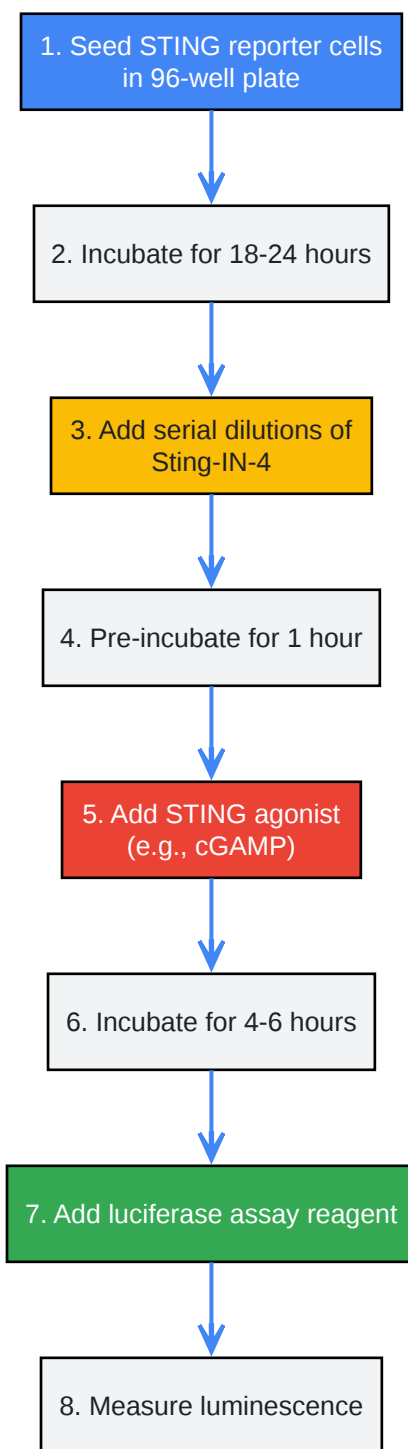 1. Seed STING reporter cells
in 96-well plate
2. Incubate for 18-24 hours
3. Add serial dilutions of
Sting-IN-4
4. Pre-incubate for 1 hour
5. Add STING agonist
(e.g., cGAMP)
6. Incubate for 4-6 hours
7. Add luciferase assay reagent
8. Measure luminescence